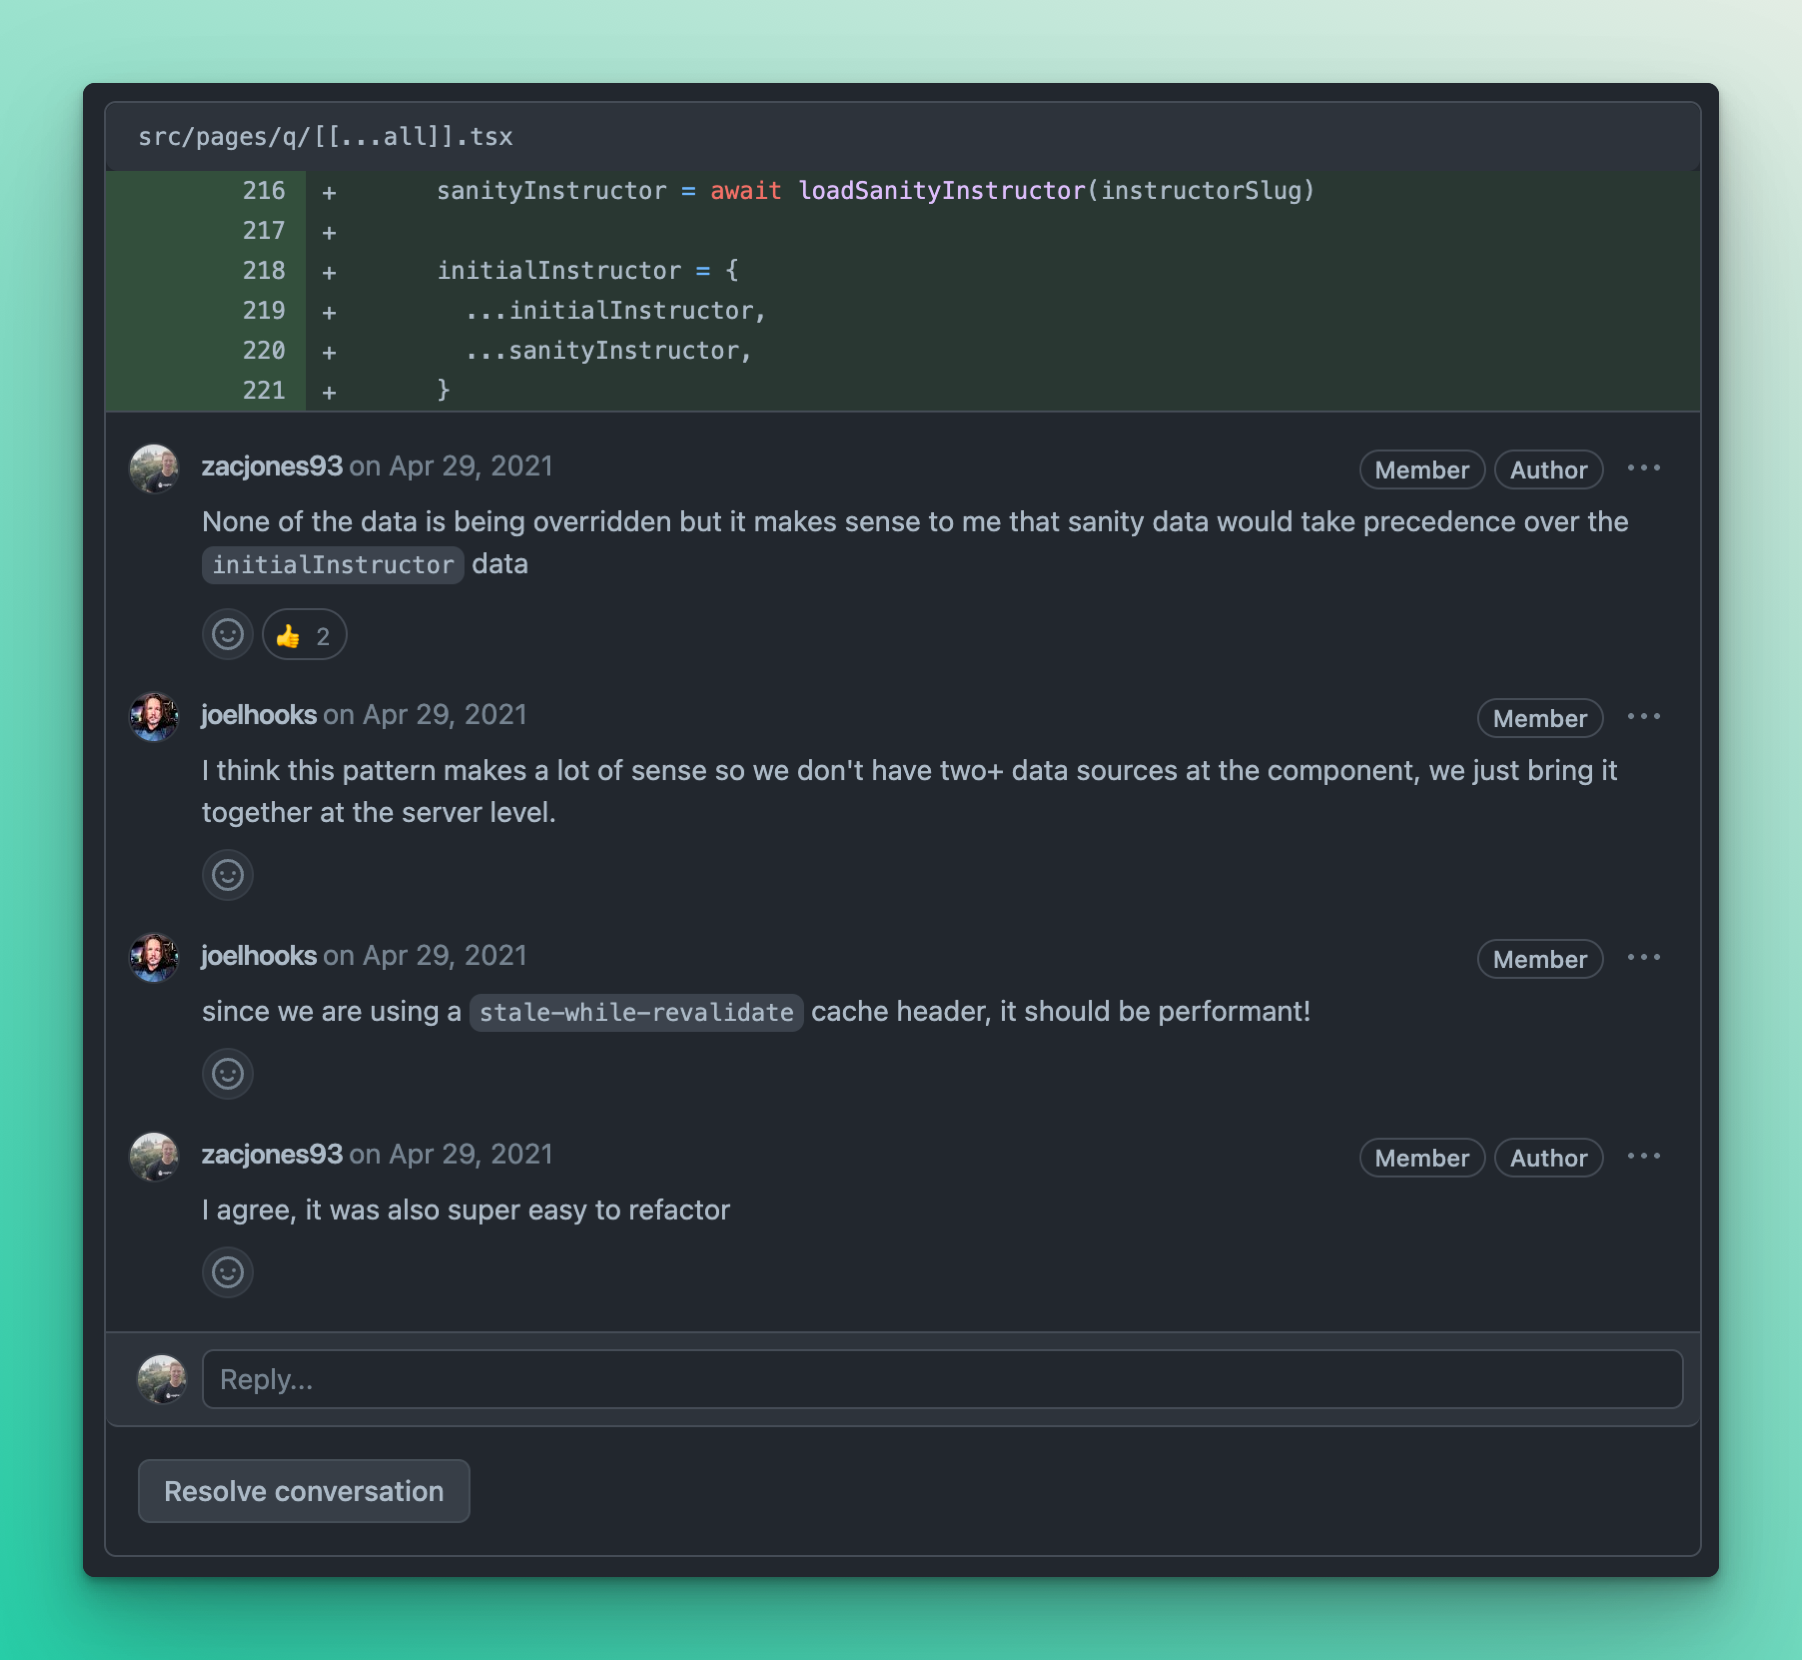 src/pages/q/[[...all]].tsx
216 + sanityInstructor = await loadSanityInstructor(instructorSlug)
217 +
218 + initialInstructor = {
219 + ...initialInstructor,
220 + ...sanityInstructor,
221 + }
zacjones93 on Apr 29, 2021 Member Author ...
None of the data is being overridden but it makes sense to me that sanity data would take precedence over the
initialInstructor data
👍 2
joelhooks on Apr 29, 2021 Member ...
I think this pattern makes a lot of sense so we don't have two+ data sources at the component, we just bring it
together at the server level.
joelhooks on Apr 29, 2021 Member ...
since we are using a stale-while-revalidate cache header, it should be performant!
zacjones93 on Apr 29, 2021 Member Author ...
I agree, it was also super easy to refactor
Reply...
Resolve conversation